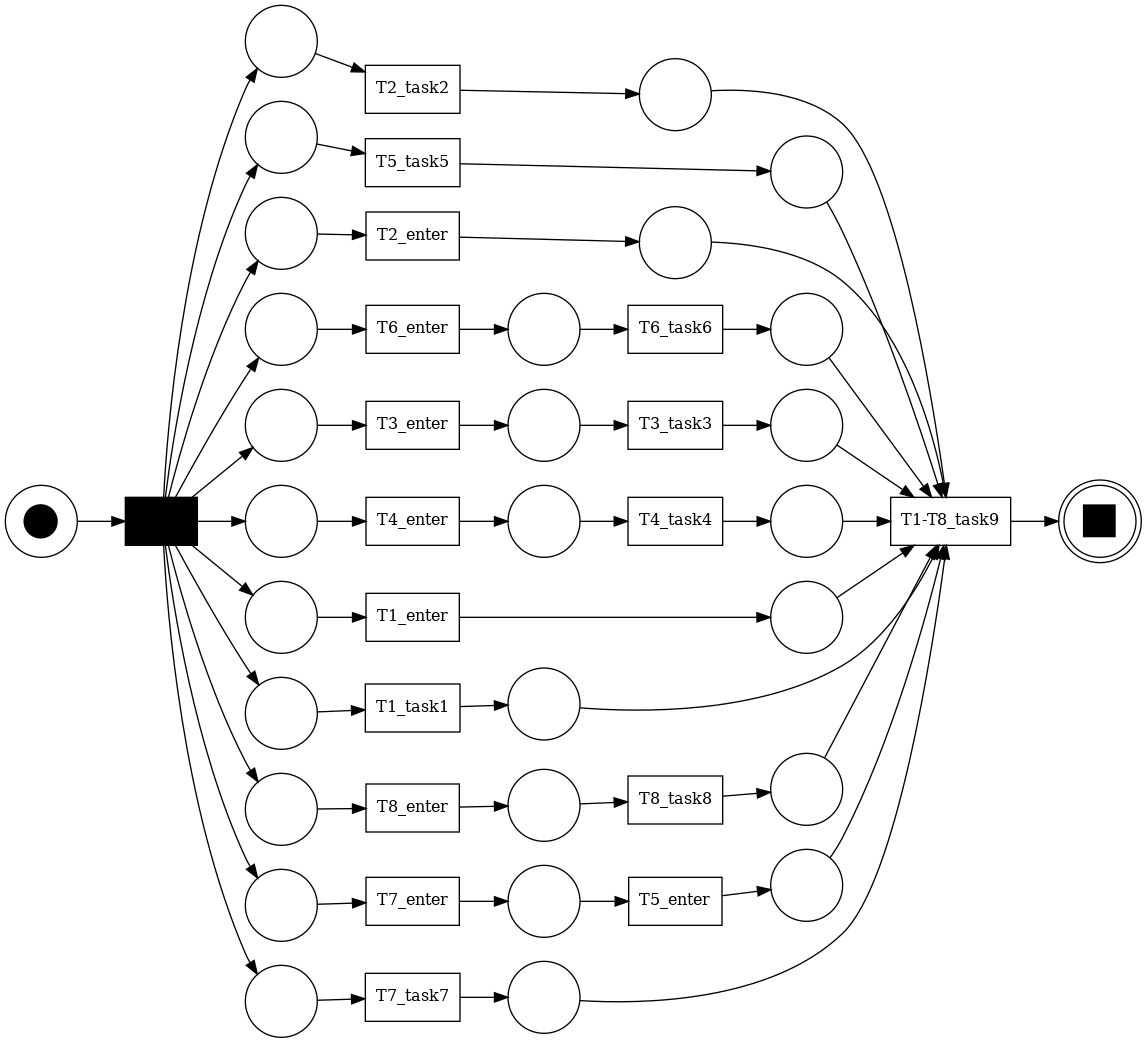 T2_task2
T5_task5
T2_enter
T6_enter
T6_task6
T3_enter
T3_task3
T4_enter
T4_task4
T1-T8_task9
T1_enter
T1_task1
T8_enter
T8_task8
T7_enter
T5_enter
T7_task7